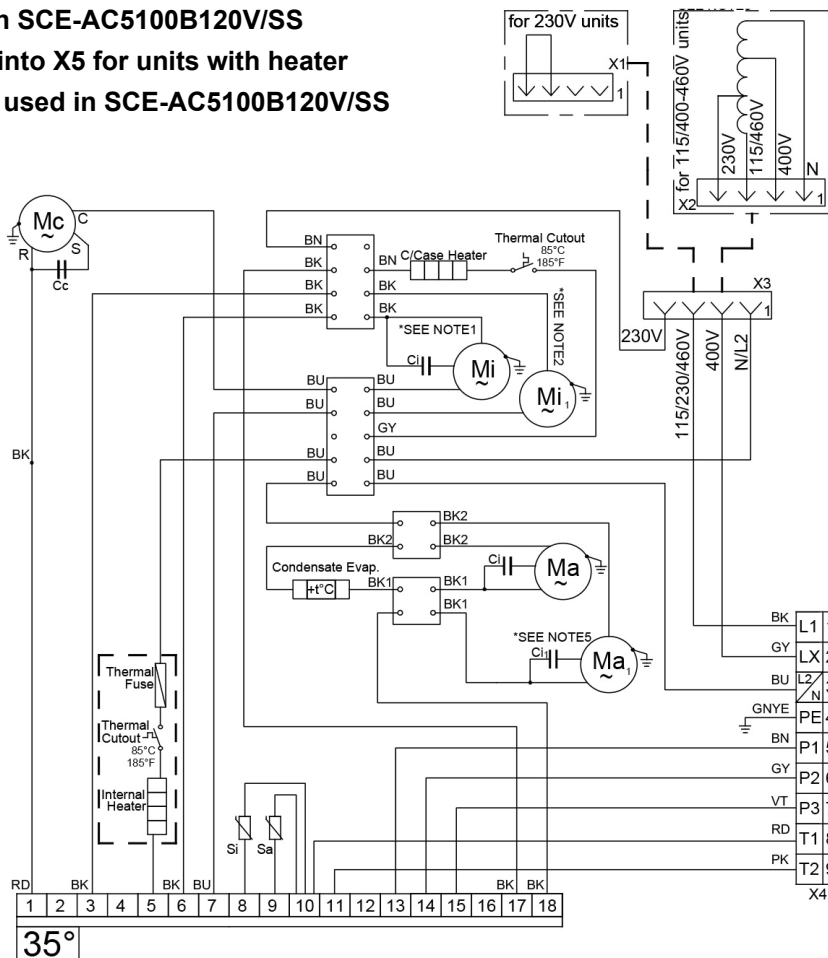 n SCE-AC5100B120V/SS
into X5 for units with heater
used in SCE-AC5100B120V/SS
for 230V units
X1
1
for 115/400-460V units
230V
115/460V
400V
N
X2
1
Mc
~
C
R
S
Cc
BN
BK
BK
BK
BN
C/Case Heater
Thermal Cutout
85°C
185°F
BK
BK
*SEE NOTE1
*SEE NOTE2
Ci
Mi
~
Mi1
~
X3
1
230V
115/230/460V
400V
N/L2
BU
BU
BU
BU
BU
BU
GY
BU
BU
BK
BK2
BK2
BK2
Condensate Evap.
+t°C
BK1
BK1
BK1
Ci
Ma
~
*SEE NOTE5
Ci1
Ma1
~
Thermal
Fuse
Thermal
Cutout
85°C
185°F
Internal
Heater
Si
Sa
BK L1
GY LX
BU L2/N
GNYE PE
BN P1
GY P2
VT P3
RD T1
PK T2
X4
RD
BK
BK
BU
BK
BK
1 2 3 4 5 6 7 8 9 10 11 12 13 14 15 16 17 18
35°